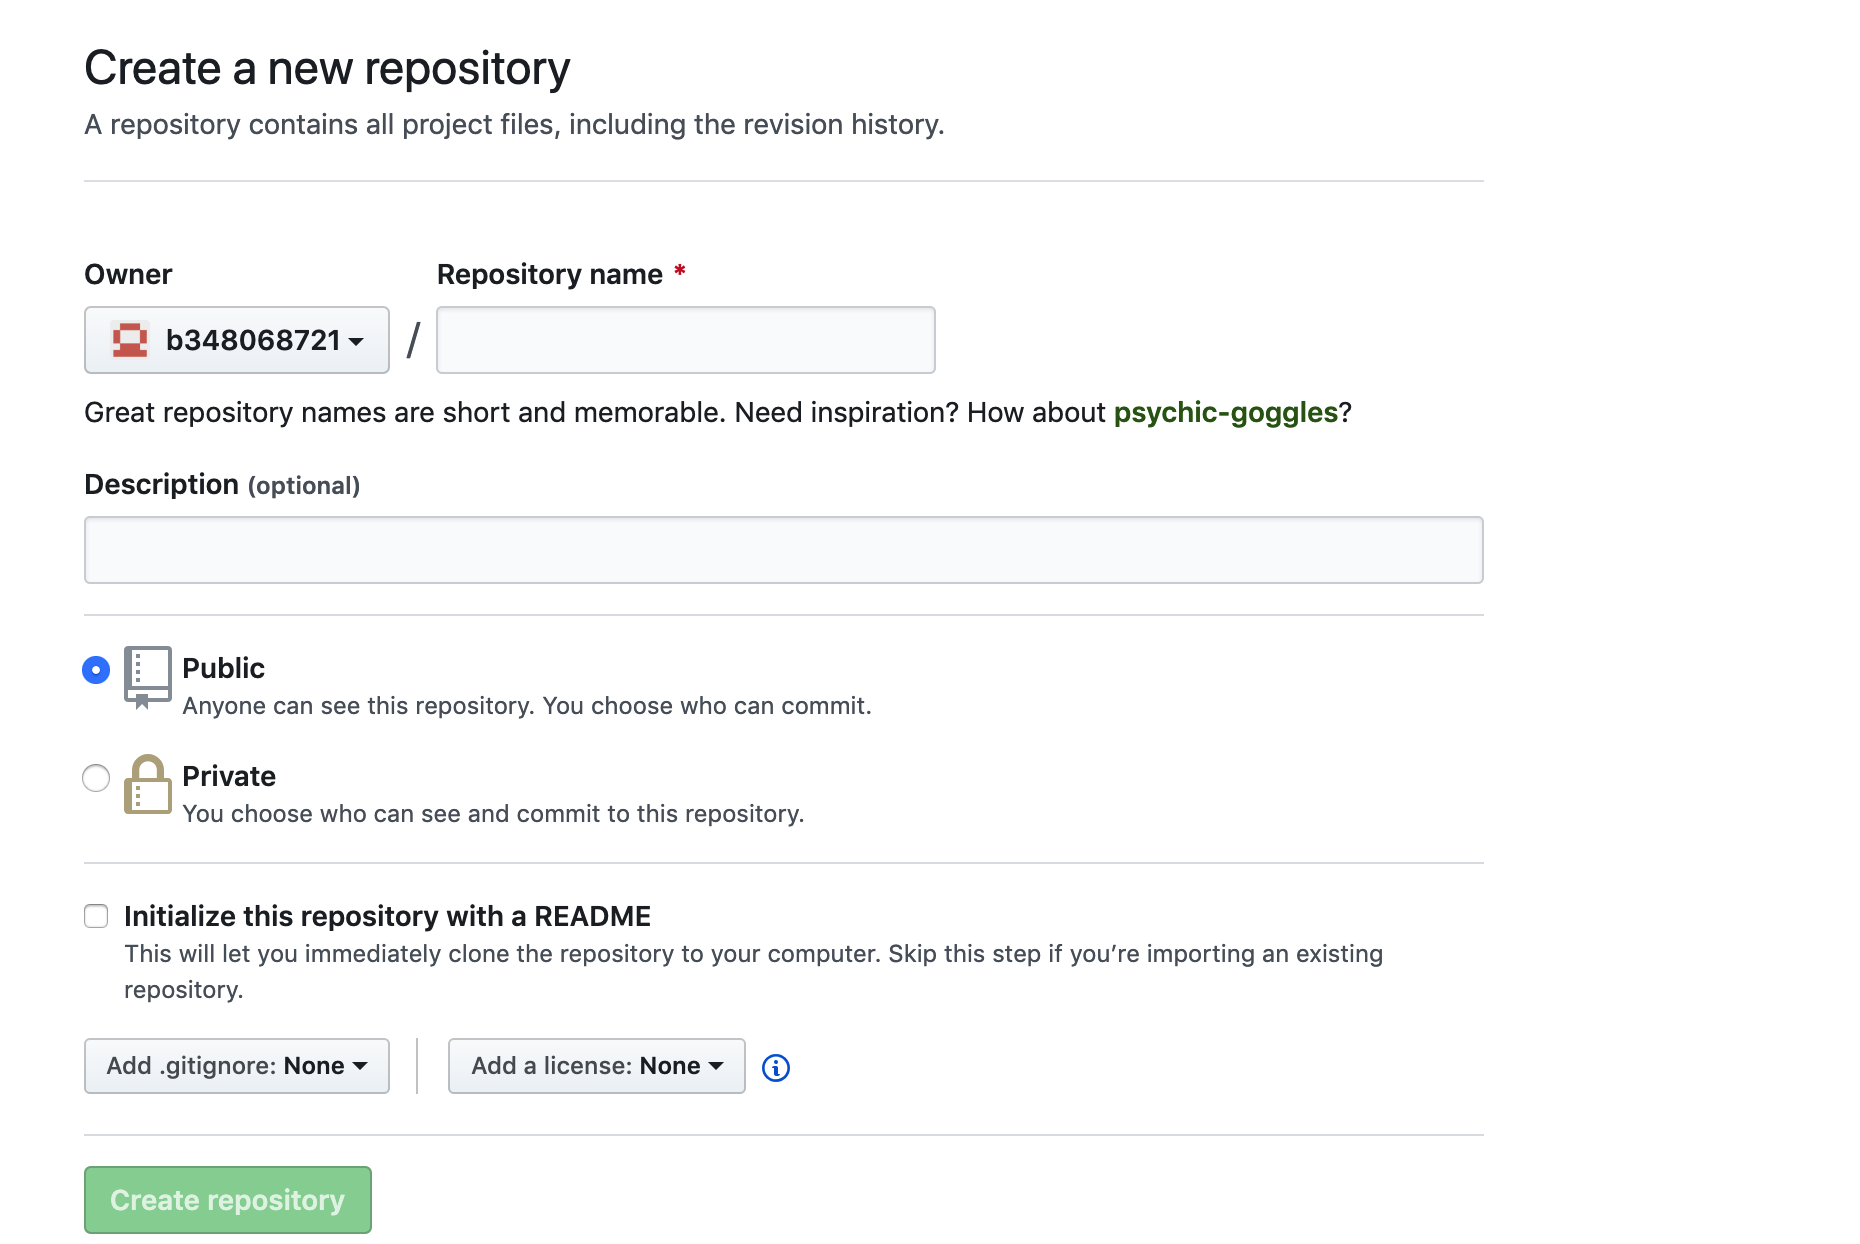 Create a new repository
A repository contains all project files, including the revision history.
Owner
Repository name *
b348068721
/
Great repository names are short and memorable. Need inspiration? How about psychic-goggles?
Description (optional)
Public
Anyone can see this repository. You choose who can commit.
Private
You choose who can see and commit to this repository.
Initialize this repository with a README
This will let you immediately clone the repository to your computer. Skip this step if you’re importing an existing
repository.
Add .gitignore: None
Add a license: None
Create repository